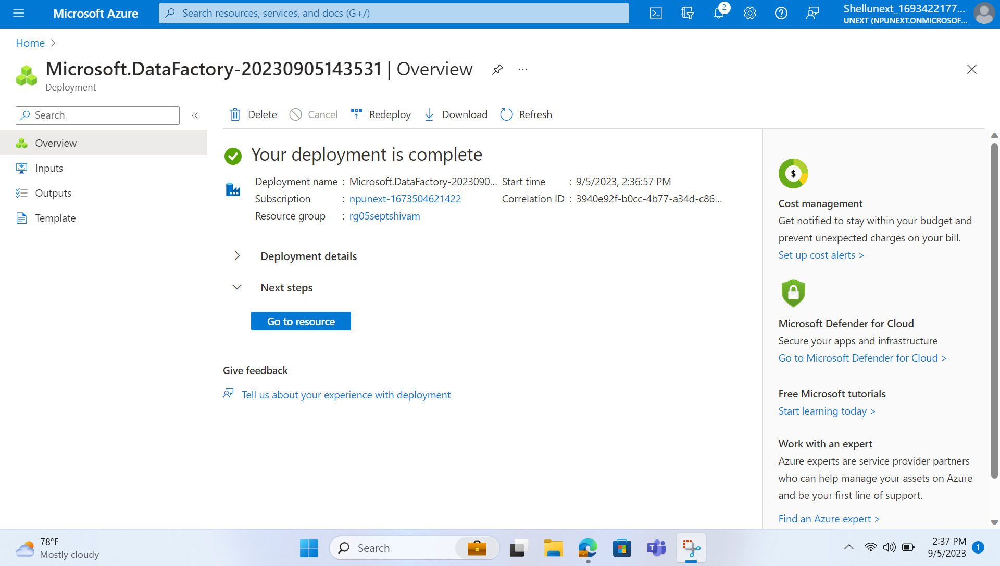 Microsoft Azure
Search resources, services, and docs (G+/)
2
Shellunext_1693422177...
UNEXT (NPUNEXT.ONMICROSOF...
Home
Microsoft.DataFactory-20230905143531 | Overview
...
Deployment
Search
«
Delete
Cancel
Redeploy
Download
Refresh
Overview
Inputs
Outputs
Template
Your deployment is complete
Deployment name : Microsoft.DataFactory-2023090...
Subscription : npunext-1673504621422
Resource group : rg05septshivam
Start time : 9/5/2023, 2:36:57 PM
Correlation ID : 3940e92f-b0cc-4b77-a34d-c86...
Deployment details
Next steps
Go to resource
Give feedback
Tell us about your experience with deployment
$
Cost management
Get notified to stay within your budget and
prevent unexpected charges on your bill.
Set up cost alerts >
Microsoft Defender for Cloud
Secure your apps and infrastructure
Go to Microsoft Defender for Cloud >
Free Microsoft tutorials
Start learning today >
Work with an expert
Azure experts are service provider partners
who can help manage your assets on Azure
and be your first line of support.
Find an Azure expert >
78°F
Mostly cloudy
Search
T
2:37 PM
9/5/2023
1